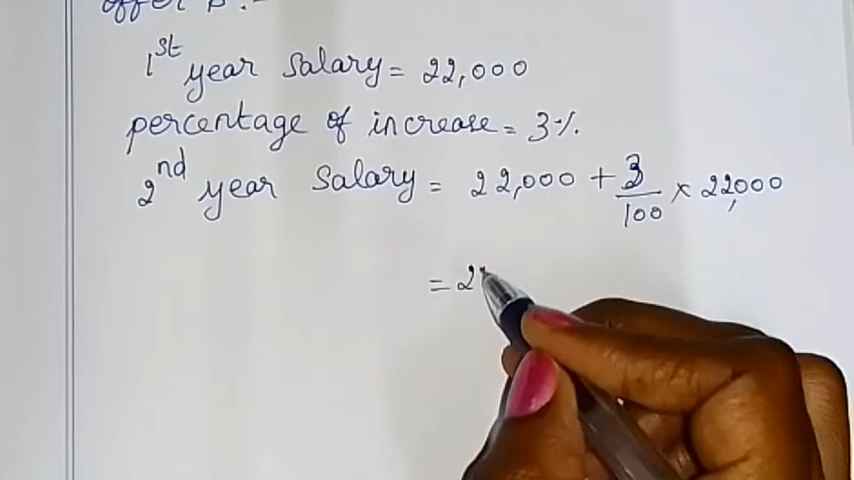 offer B:-
1st year salary = 22,000
percentage of increase = 3%.
2nd year salary = 22,000 + 3/100 × 22,000
= 2